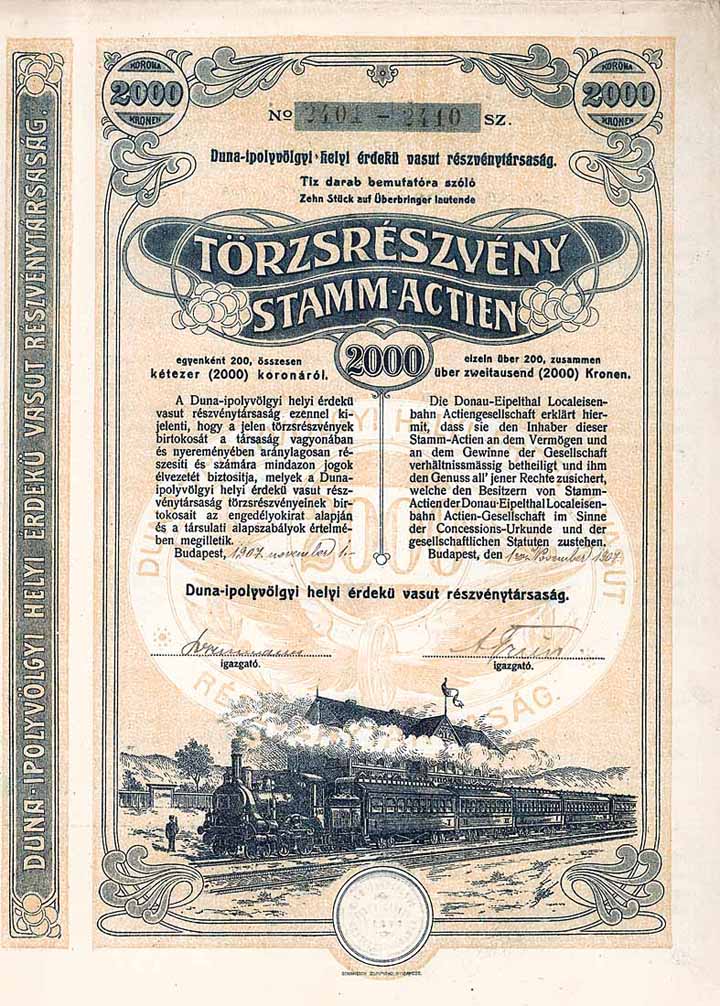 KORONA
2000
KRONEN
KORONA
2000
KRONEN
No 2401 – 2410 SZ.
Duna-ipolyvölgyi helyi érdekü vasut részvénytársaság.
Tiz darab bemutatóra szóló
Zehn Stück auf Überbringer lautende
TÖRZSRÉSZVÉNY
STAMM-ACTIEN
2000
egyenként 200, összesen
kétezer (2000) koronáról.
einzeln über 200, zusammen
über zweitausend (2000) Kronen.
A Duna-ipolyvölgyi helyi érdekü
vasut részvénytársaság ezennel ki-
jelenti, hogy a jelen törzsrészvények
birtokosát a társaság vagyonában
és nyereményében aránylagosan ré-
szesíti és számára mindazon jogok
élvezetét biztositja, melyek a Duna-
ipolyvölgyi helyi érdekü vasut rész-
vénytársaság törzsrészvényeinek bir-
tokosait az engedélyokirat alapján
és a társulati alapszabályok értelmé-
ben megilletik.
Budapest, 1907. november 1-
Die Donau-Eipelthal Localeisen-
bahn Actiengesellschaft erklärt hier-
mit, dass sie den Inhaber dieser
Stamm-Actien an dem Vermögen und
an dem Gewinne der Gesellschaft
verhältnissmässig betheiligt und ihm
den Genuss all' jener Rechte zusichert,
welche den Besitzern von Stamm-
Actien der Donau-Eipelthal Localeisen-
bahn Actien-Gesellschaft im Sinne
der Concessions-Urkunde und der
gesellschaftlichen Statuten zustehen.
Budapest, den 1. November 1907
Duna-ipolyvölgyi helyi érdekü vasut részvénytársaság.
igazgató.
igazgató.
DUNA-IPOLYVÖLGYI HELYI ÉRDEKÜ VASUT RÉSZVÉNYTÁRSASÁG.